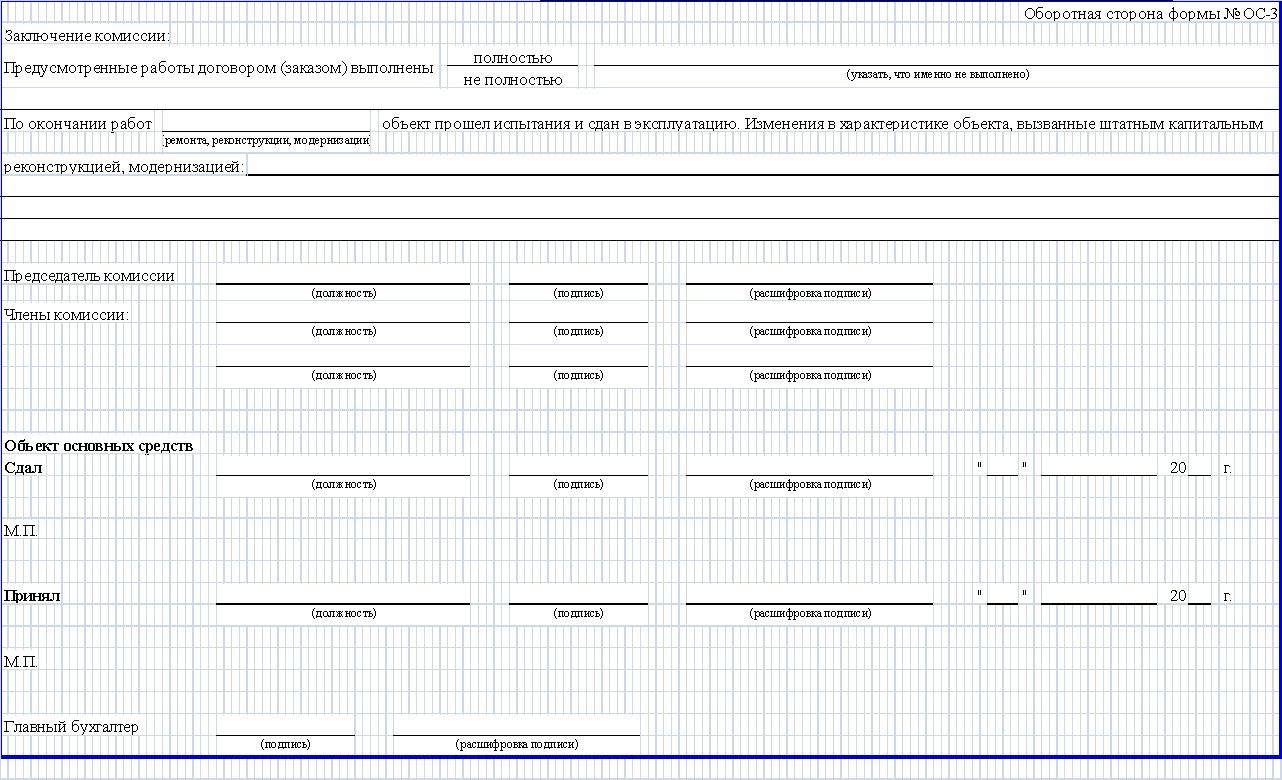 Оборотная сторона формы № ОС-3
Заключение комиссии:
Предусмотренные работы договором (заказом) выполнены
полностью
не полностью
(указать, что именно не выполнено)
По окончании работ объект прошел испытания и сдан в эксплуатацию. Изменения в характеристике объекта, вызванные штатным капитальным
ремонта, реконструкции, модернизации
реконструкцией, модернизацией:
Председатель комиссии
(должность) (подпись) (расшифровка подписи)
Члены комиссии:
(должность) (подпись) (расшифровка подписи)
(должность) (подпись) (расшифровка подписи)
Объект основных средств
Сдал " " 20 г.
(должность) (подпись) (расшифровка подписи)
М.П.
Принял " " 20 г.
(должность) (подпись) (расшифровка подписи)
М.П.
Главный бухгалтер
(подпись) (расшифровка подписи)